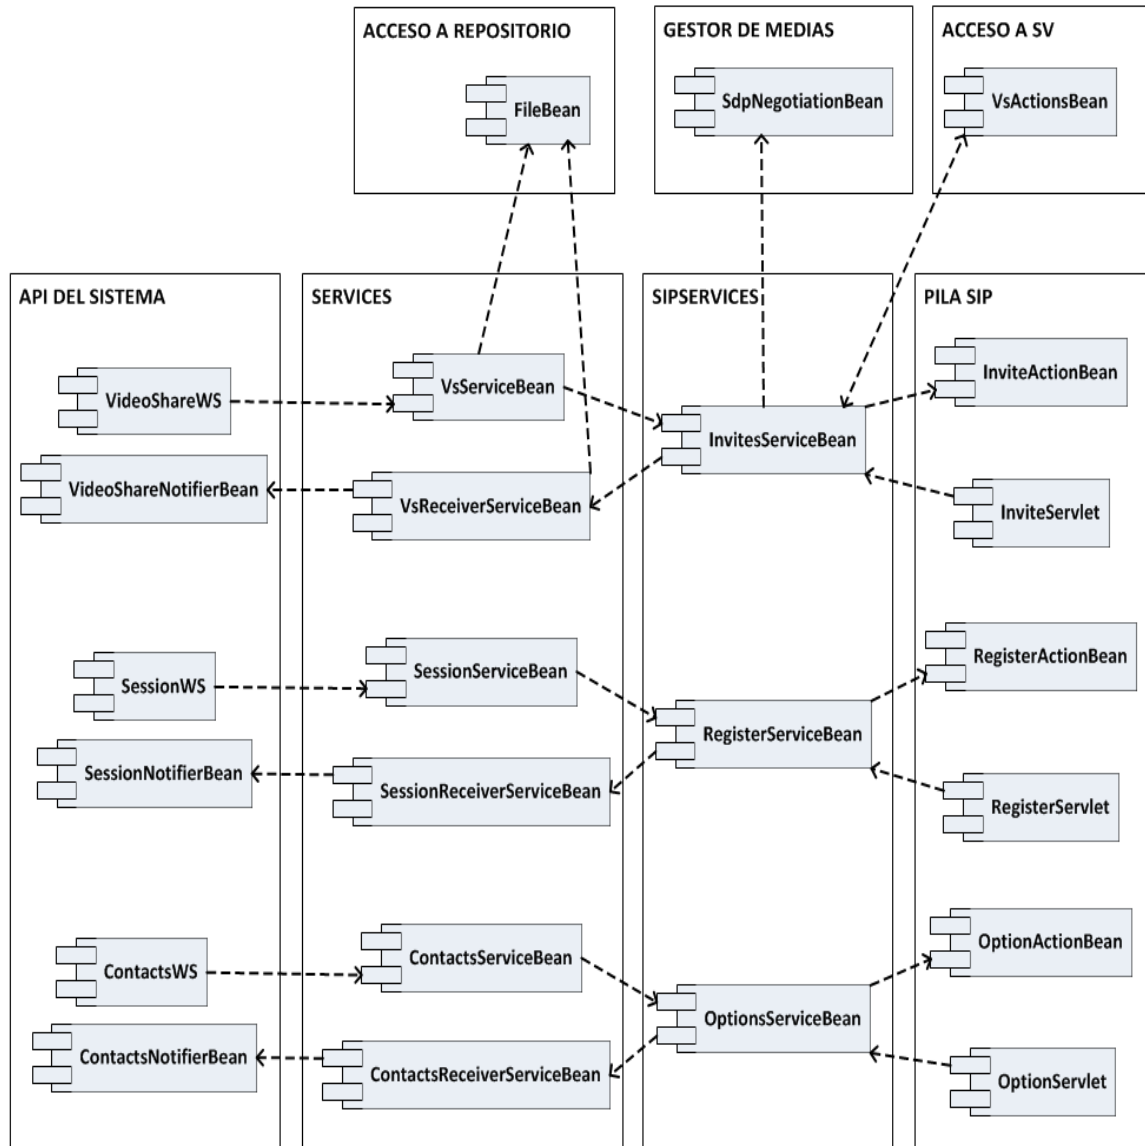 ACCESO A REPOSITORIO
FileBean
GESTOR DE MEDIAS
SdpNegotiationBean
ACCESO A SV
VsActionsBean
API DEL SISTEMA
VideoShareWS
VideoShareNotifierBean
SessionWS
SessionNotifierBean
ContactsWS
ContactsNotifierBean
SERVICES
VsServiceBean
VsReceiverServiceBean
SessionServiceBean
SessionReceiverServiceBean
ContactsServiceBean
ContactsReceiverServiceBean
SIPSERVICES
InvitesServiceBean
RegisterServiceBean
OptionsServiceBean
PILA SIP
InviteActionBean
InviteServlet
RegisterActionBean
RegisterServlet
OptionActionBean
OptionServlet